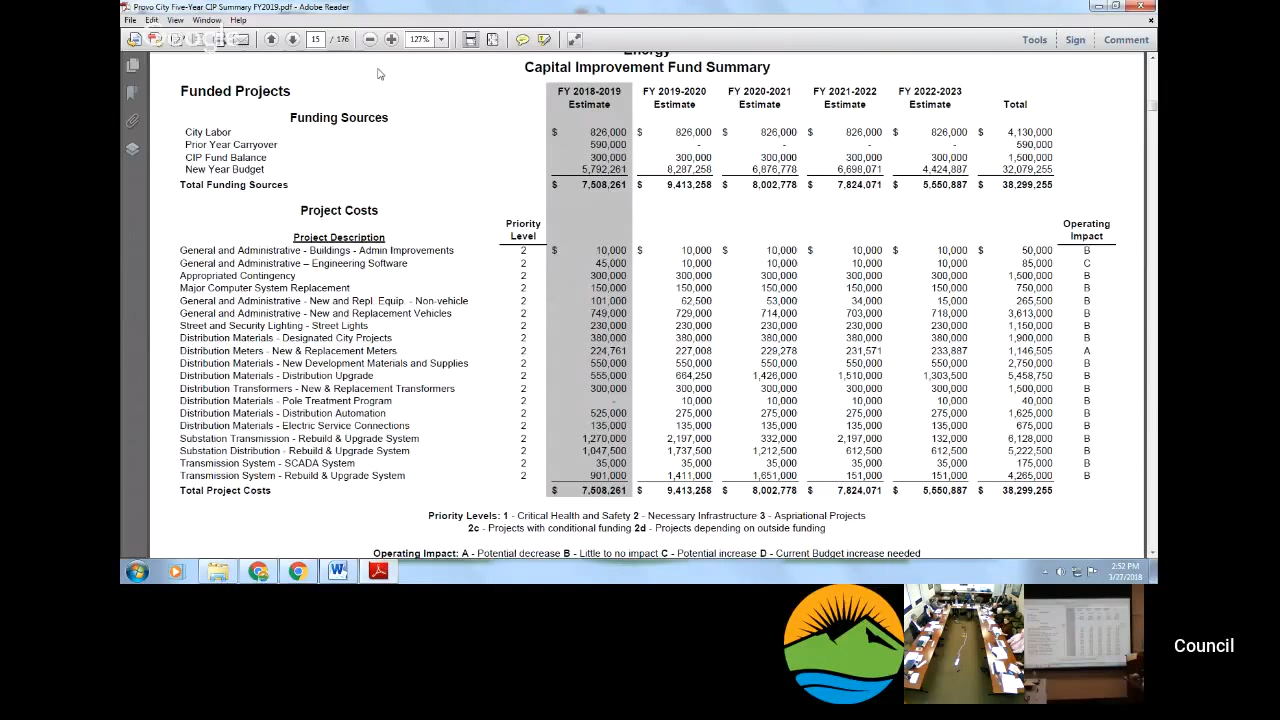 Provo City Five-Year CIP Summary FY2019.pdf - Adobe Reader
File Edit View Window Help
15 / 176 127% Tools Sign Comment
Energy
Capital Improvement Fund Summary
Funded Projects FY 2018-2019 FY 2019-2020 FY 2020-2021 FY 2021-2022 FY 2022-2023
Estimate Estimate Estimate Estimate Estimate Total
Funding Sources
City Labor $ 826,000 $ 826,000 $ 826,000 $ 826,000 $ 826,000 $ 4,130,000
Prior Year Carryover 590,000 - - - - 590,000
CIP Fund Balance 300,000 300,000 300,000 300,000 300,000 1,500,000
New Year Budget 5,792,261 8,287,258 6,876,778 6,698,071 4,424,887 32,079,255
Total Funding Sources $ 7,508,261 $ 9,413,258 $ 8,002,778 $ 7,824,071 $ 5,550,887 $ 38,299,255
Project Costs
Priority Operating
Project Description Level Impact
General and Administrative - Buildings - Admin Improvements 2 $ 10,000 $ 10,000 $ 10,000 $ 10,000 $ 10,000 $ 50,000 B
General and Administrative – Engineering Software 2 45,000 10,000 10,000 10,000 10,000 85,000 C
Appropriated Contingency 2 300,000 300,000 300,000 300,000 300,000 1,500,000 B
Major Computer System Replacement 2 150,000 150,000 150,000 150,000 150,000 750,000 B
General and Administrative - New and Repl. Equip. - Non-vehicle 2 101,000 62,500 53,000 34,000 15,000 265,500 B
General and Administrative - New and Replacement Vehicles 2 749,000 729,000 714,000 703,000 718,000 3,613,000 B
Street and Security Lighting - Street Lights 2 230,000 230,000 230,000 230,000 230,000 1,150,000 B
Distribution Materials - Designated City Projects 2 380,000 380,000 380,000 380,000 380,000 1,900,000 B
Distribution Meters - New & Replacement Meters 2 224,761 227,008 229,278 231,571 233,887 1,146,505 A
Distribution Materials - New Development Materials and Supplies 2 550,000 550,000 550,000 550,000 550,000 2,750,000 B
Distribution Materials - Distribution Upgrade 2 555,000 664,250 1,426,000 1,510,000 1,303,500 5,458,750 B
Distribution Transformers - New & Replacement Transformers 2 300,000 300,000 300,000 300,000 300,000 1,500,000 B
Distribution Materials - Pole Treatment Program 2 - 10,000 10,000 10,000 10,000 40,000 B
Distribution Materials - Distribution Automation 2 525,000 275,000 275,000 275,000 275,000 1,625,000 B
Distribution Materials - Electric Service Connections 2 135,000 135,000 135,000 135,000 135,000 675,000 B
Substation Transmission - Rebuild & Upgrade System 2 1,270,000 2,197,000 332,000 2,197,000 132,000 6,128,000 B
Substation Distribution - Rebuild & Upgrade System 2 1,047,500 1,737,500 1,212,500 612,500 612,500 5,222,500 B
Transmission System - SCADA System 2 35,000 35,000 35,000 35,000 35,000 175,000 B
Transmission System - Rebuild & Upgrade System 2 901,000 1,411,000 1,651,000 151,000 151,000 4,265,000 B
Total Project Costs $ 7,508,261 $ 9,413,258 $ 8,002,778 $ 7,824,071 $ 5,550,887 $ 38,299,255
Priority Levels: 1 - Critical Health and Safety 2 - Necessary Infrastructure 3 - Aspriational Projects
2c - Projects with conditional funding 2d - Projects depending on outside funding
Operating Impact: A - Potential decrease B - Little to no impact C - Potential increase D - Current Budget increase needed
2:52 PM
3/27/2018
Council